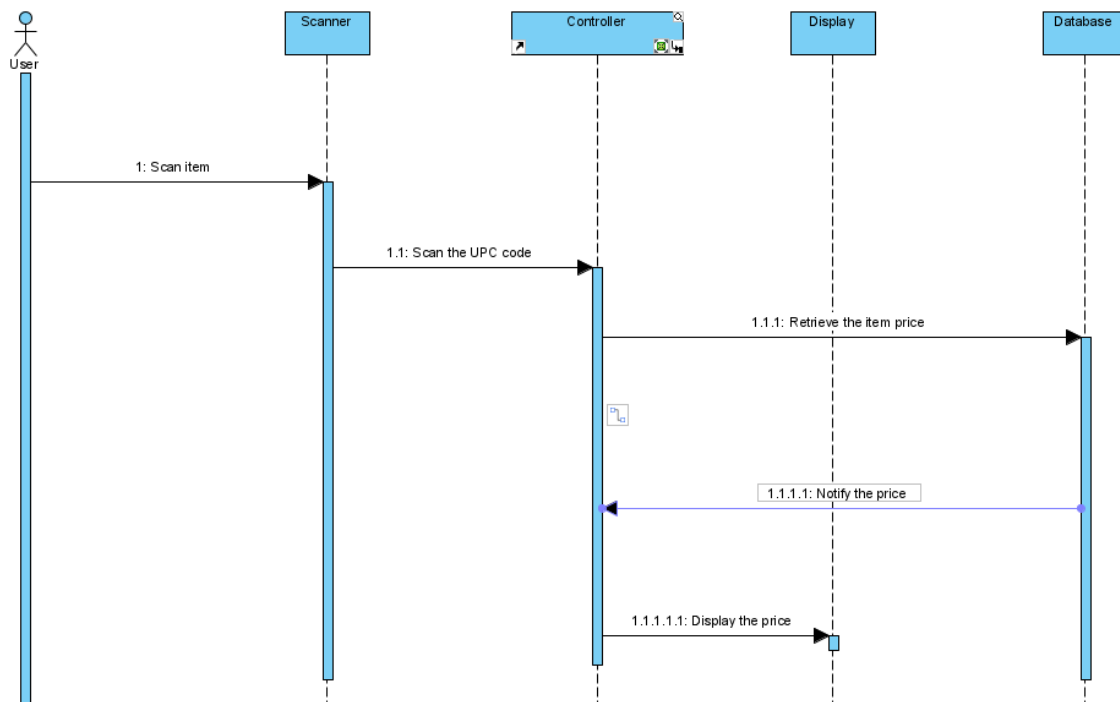 Scanner
Controller
Display
Database
User
1: Scan item
1.1: Scan the UPC code
1.1.1: Retrieve the item price
1.1.1.1: Notify the price
1.1.1.1.1: Display the price